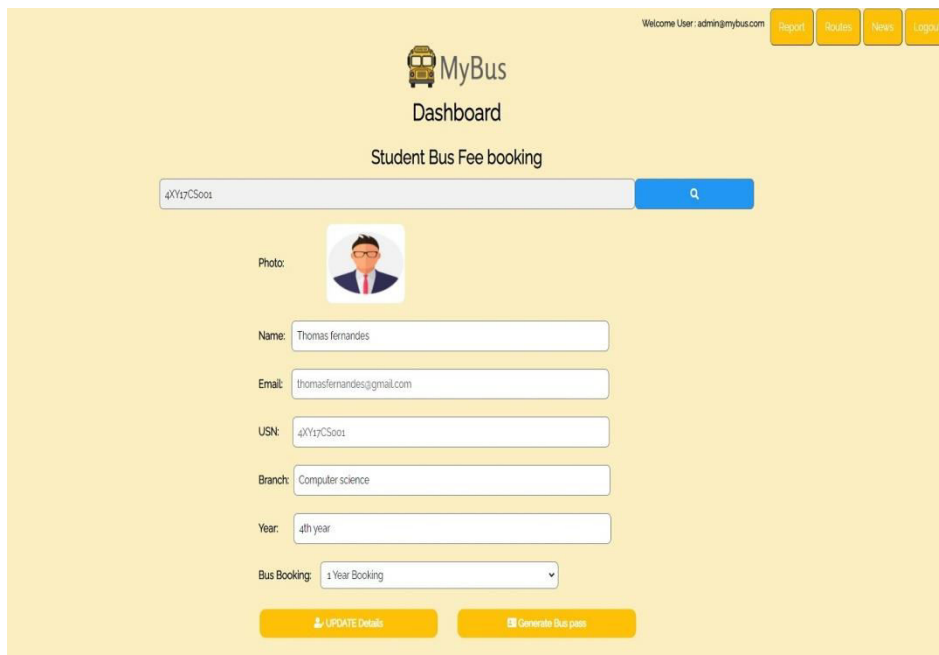 Welcome User : admin@mybus.com Report Routes News Logou
MyBus
Dashboard
Student Bus Fee booking
4XY17CS001
Photo:
Name: Thomas fernandes
Email: thomasfernandes@gmail.com
USN: 4XY17CS001
Branch: Computer science
Year: 4th year
Bus Booking: 1 Year Booking
UPDATE Details Generate Bus pass